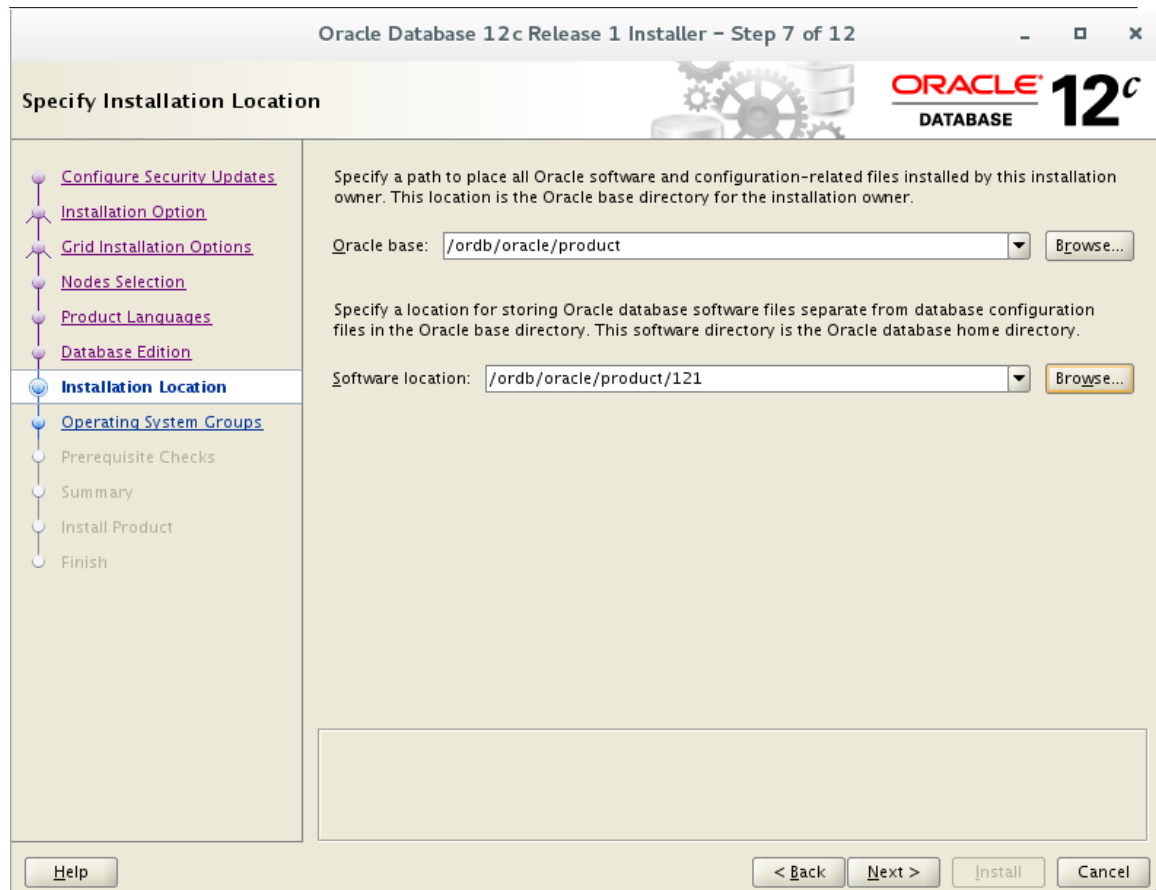 Oracle Database 12c Release 1 Installer – Step 7 of 12
Specify Installation Location
ORACLE
DATABASE
12c
Configure Security Updates
Installation Option
Grid Installation Options
Nodes Selection
Product Languages
Database Edition
Installation Location
Operating System Groups
Prerequisite Checks
Summary
Install Product
Finish
Specify a path to place all Oracle software and configuration-related files installed by this installation
owner. This location is the Oracle base directory for the installation owner.
Oracle base: /ordb/oracle/product Browse...
Specify a location for storing Oracle database software files separate from database configuration
files in the Oracle base directory. This software directory is the Oracle database home directory.
Software location: /ordb/oracle/product/121 Browse...
Help < Back Next > Install Cancel